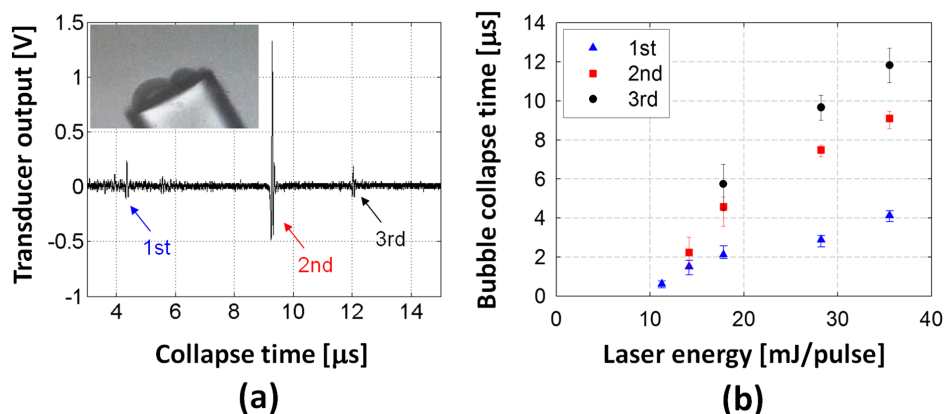 Transducer output [V]
1.5
1
0.5
0
-0.5
-1
1st
2nd
3rd
4
6
8
10
12
14
Collapse time [μs]
(a)
Bubble collapse time [μs]
14
12
10
8
6
4
2
0
1st
2nd
3rd
0
10
20
30
40
Laser energy [mJ/pulse]
(b)